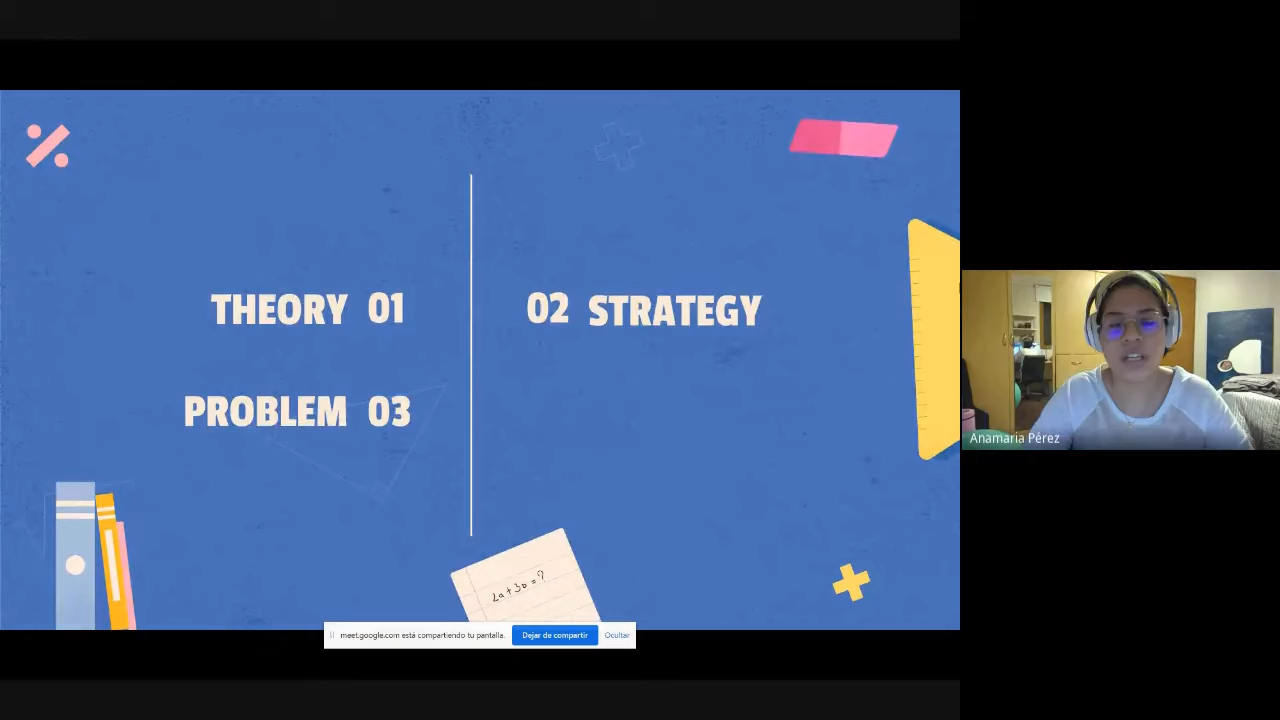 THEORY 01
02 STRATEGY
PROBLEM 03
2a+3b=?
meet.google.com está compartiendo tu pantalla.
Dejar de compartir
Ocultar
Anamaria Pérez